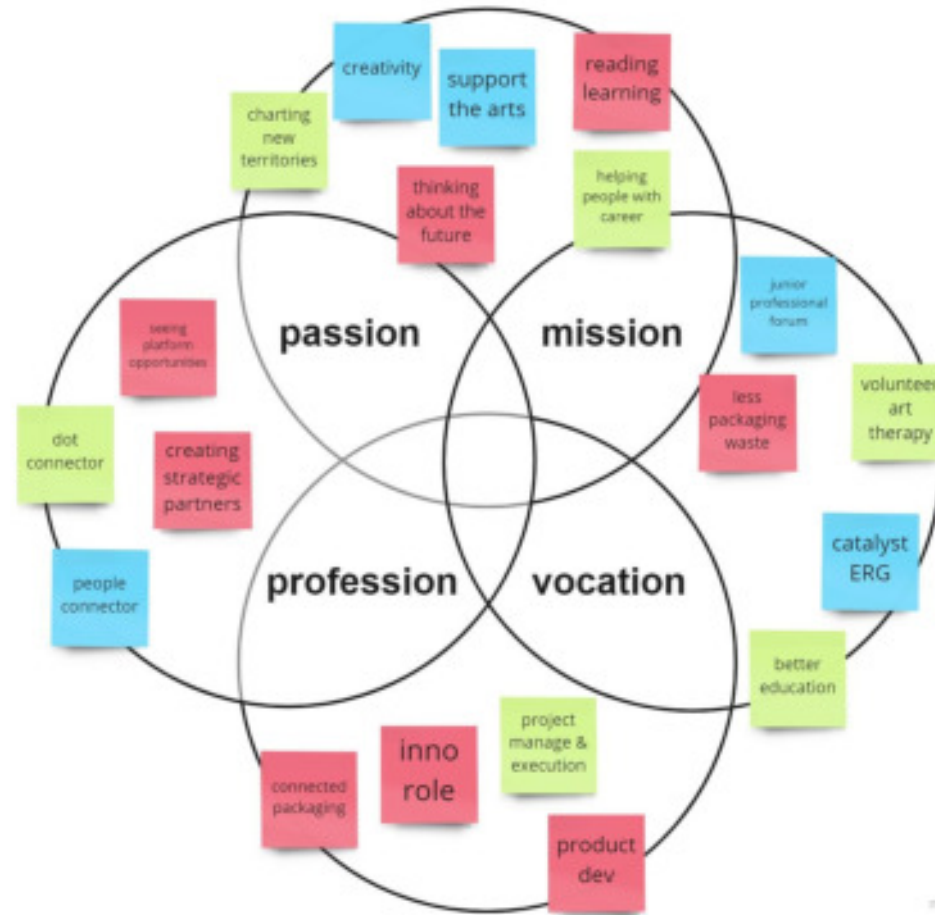 creativity
support
the arts
reading
learning
charting
new
territories
helping
people with
career
thinking
about the
future
passion
mission
junior
professional
forum
seeing
platform
opportunities
less
packaging
waste
volunteer
art
therapy
dot
connector
creating
strategic
partners
catalyst
ERG
people
connector
profession
vocation
better
education
project
manage &
execution
inno
role
connected
packaging
product
dev